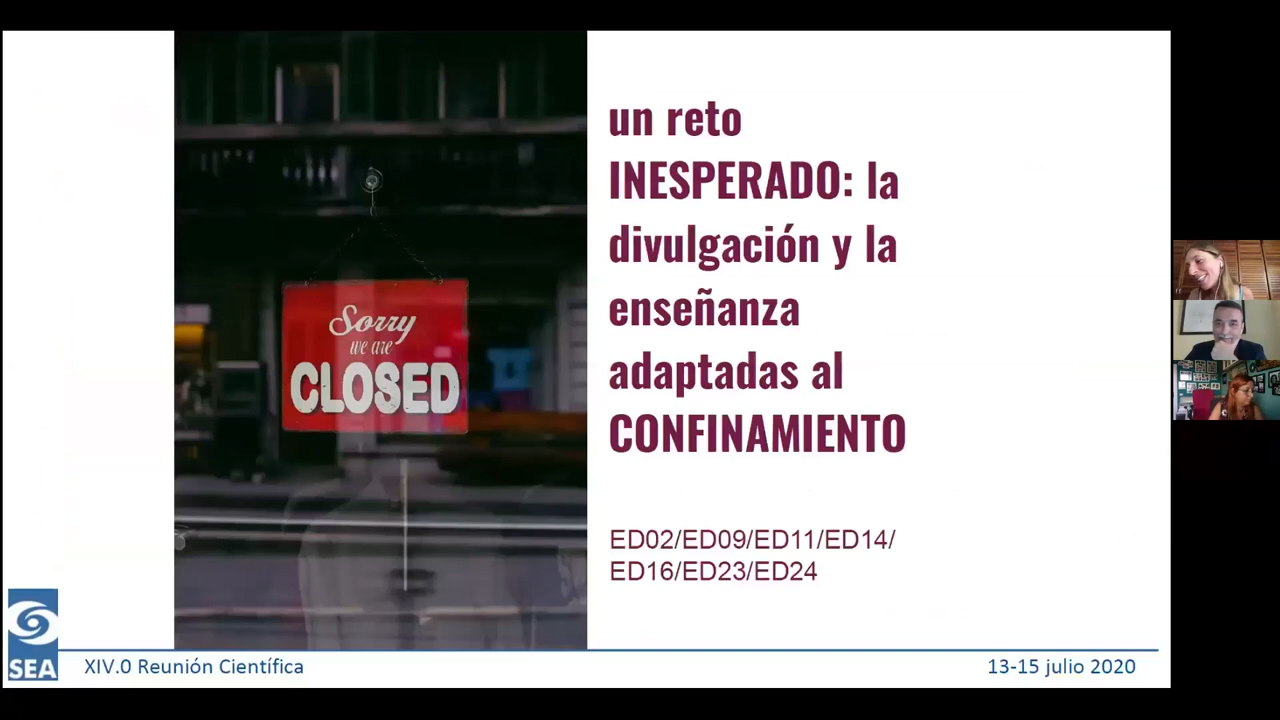 Sorry
we are
CLOSED
un reto
INESPERADO: la
divulgación y la
enseñanza
adaptadas al
CONFINAMIENTO
ED02/ED09/ED11/ED14/
ED16/ED23/ED24
SEA
XIV.0 Reunión Científica
13-15 julio 2020